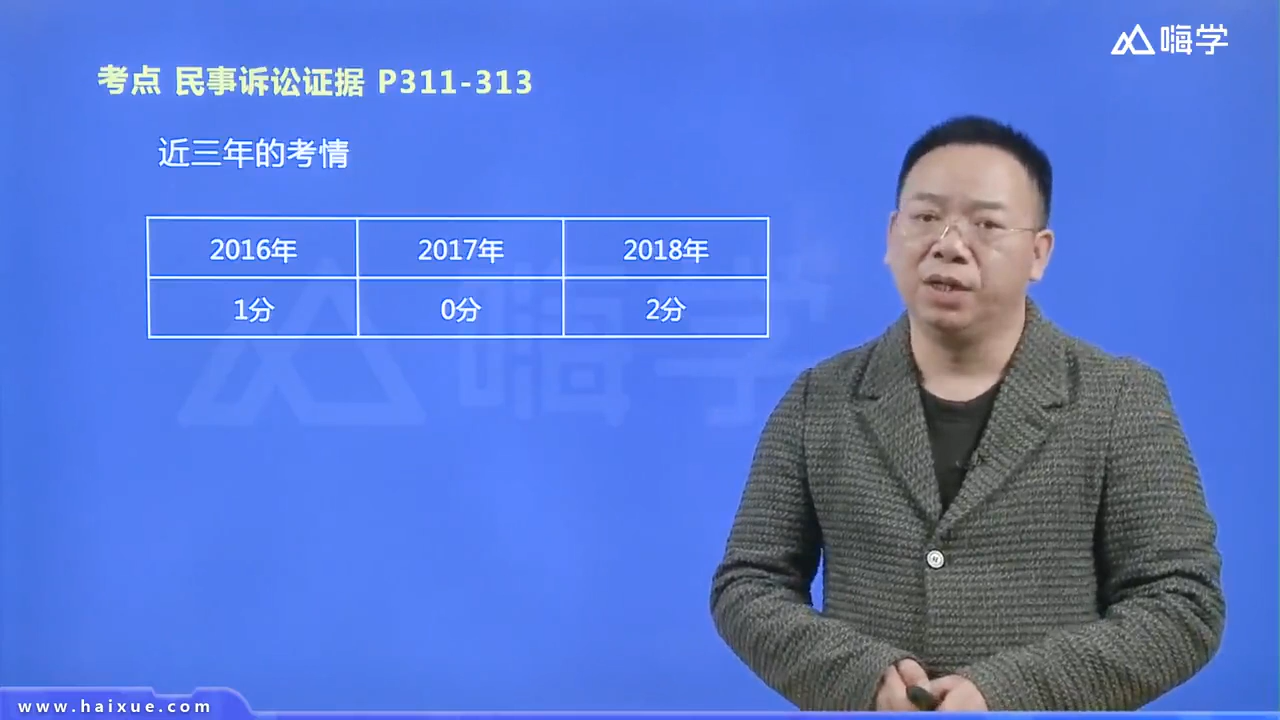 嗨学
考点 民事诉讼证据 P311-313
近三年的考情
2016年 2017年 2018年
1分 0分 2分
嗨学
www.haixue.com